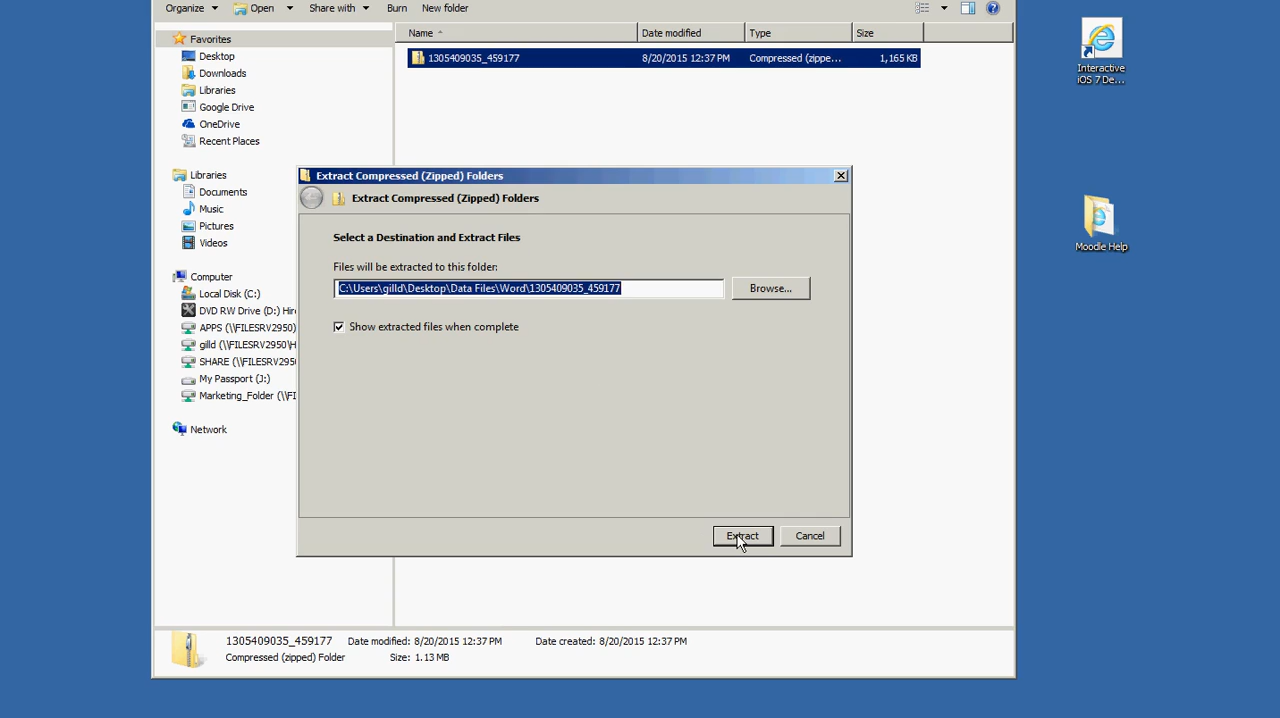 Organize Open Share with Burn New folder
Name Date modified Type Size
1305409035_459177 8/20/2015 12:37 PM Compressed (zippe... 1,165 KB
Favorites
Desktop
Downloads
Libraries
Google Drive
OneDrive
Recent Places
Libraries
Documents
Music
Pictures
Videos
Computer
Local Disk (C:)
DVD RW Drive (D:) Hire
APPS (\\FILESRV2950)
gilld (\\FILESRV2950\H
SHARE (\\FILESRV295
My Passport (J:)
Marketing_Folder (\\FI
Network
Extract Compressed (Zipped) Folders
Extract Compressed (Zipped) Folders
Select a Destination and Extract Files
Files will be extracted to this folder:
C:\Users\gilld\Desktop\Data Files\Word\1305409035_459177
Browse...
Show extracted files when complete
Extract Cancel
1305409035_459177 Date modified: 8/20/2015 12:37 PM Date created: 8/20/2015 12:37 PM
Compressed (zipped) Folder Size: 1.13 MB
Interactive
iOS 7 De...
Moodle Help